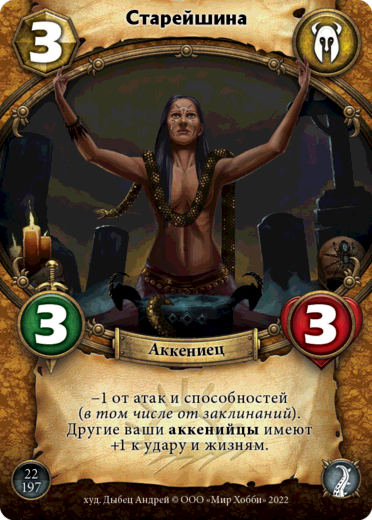 Старейшина
3
3
3
Аккениец
−1 от атак и способностей
(в том числе от заклинаний).
Другие ваши аккенийцы имеют
+1 к удару и жизням.
22
197
худ. Дыбец Андрей © ООО «Мир Хобби» 2022